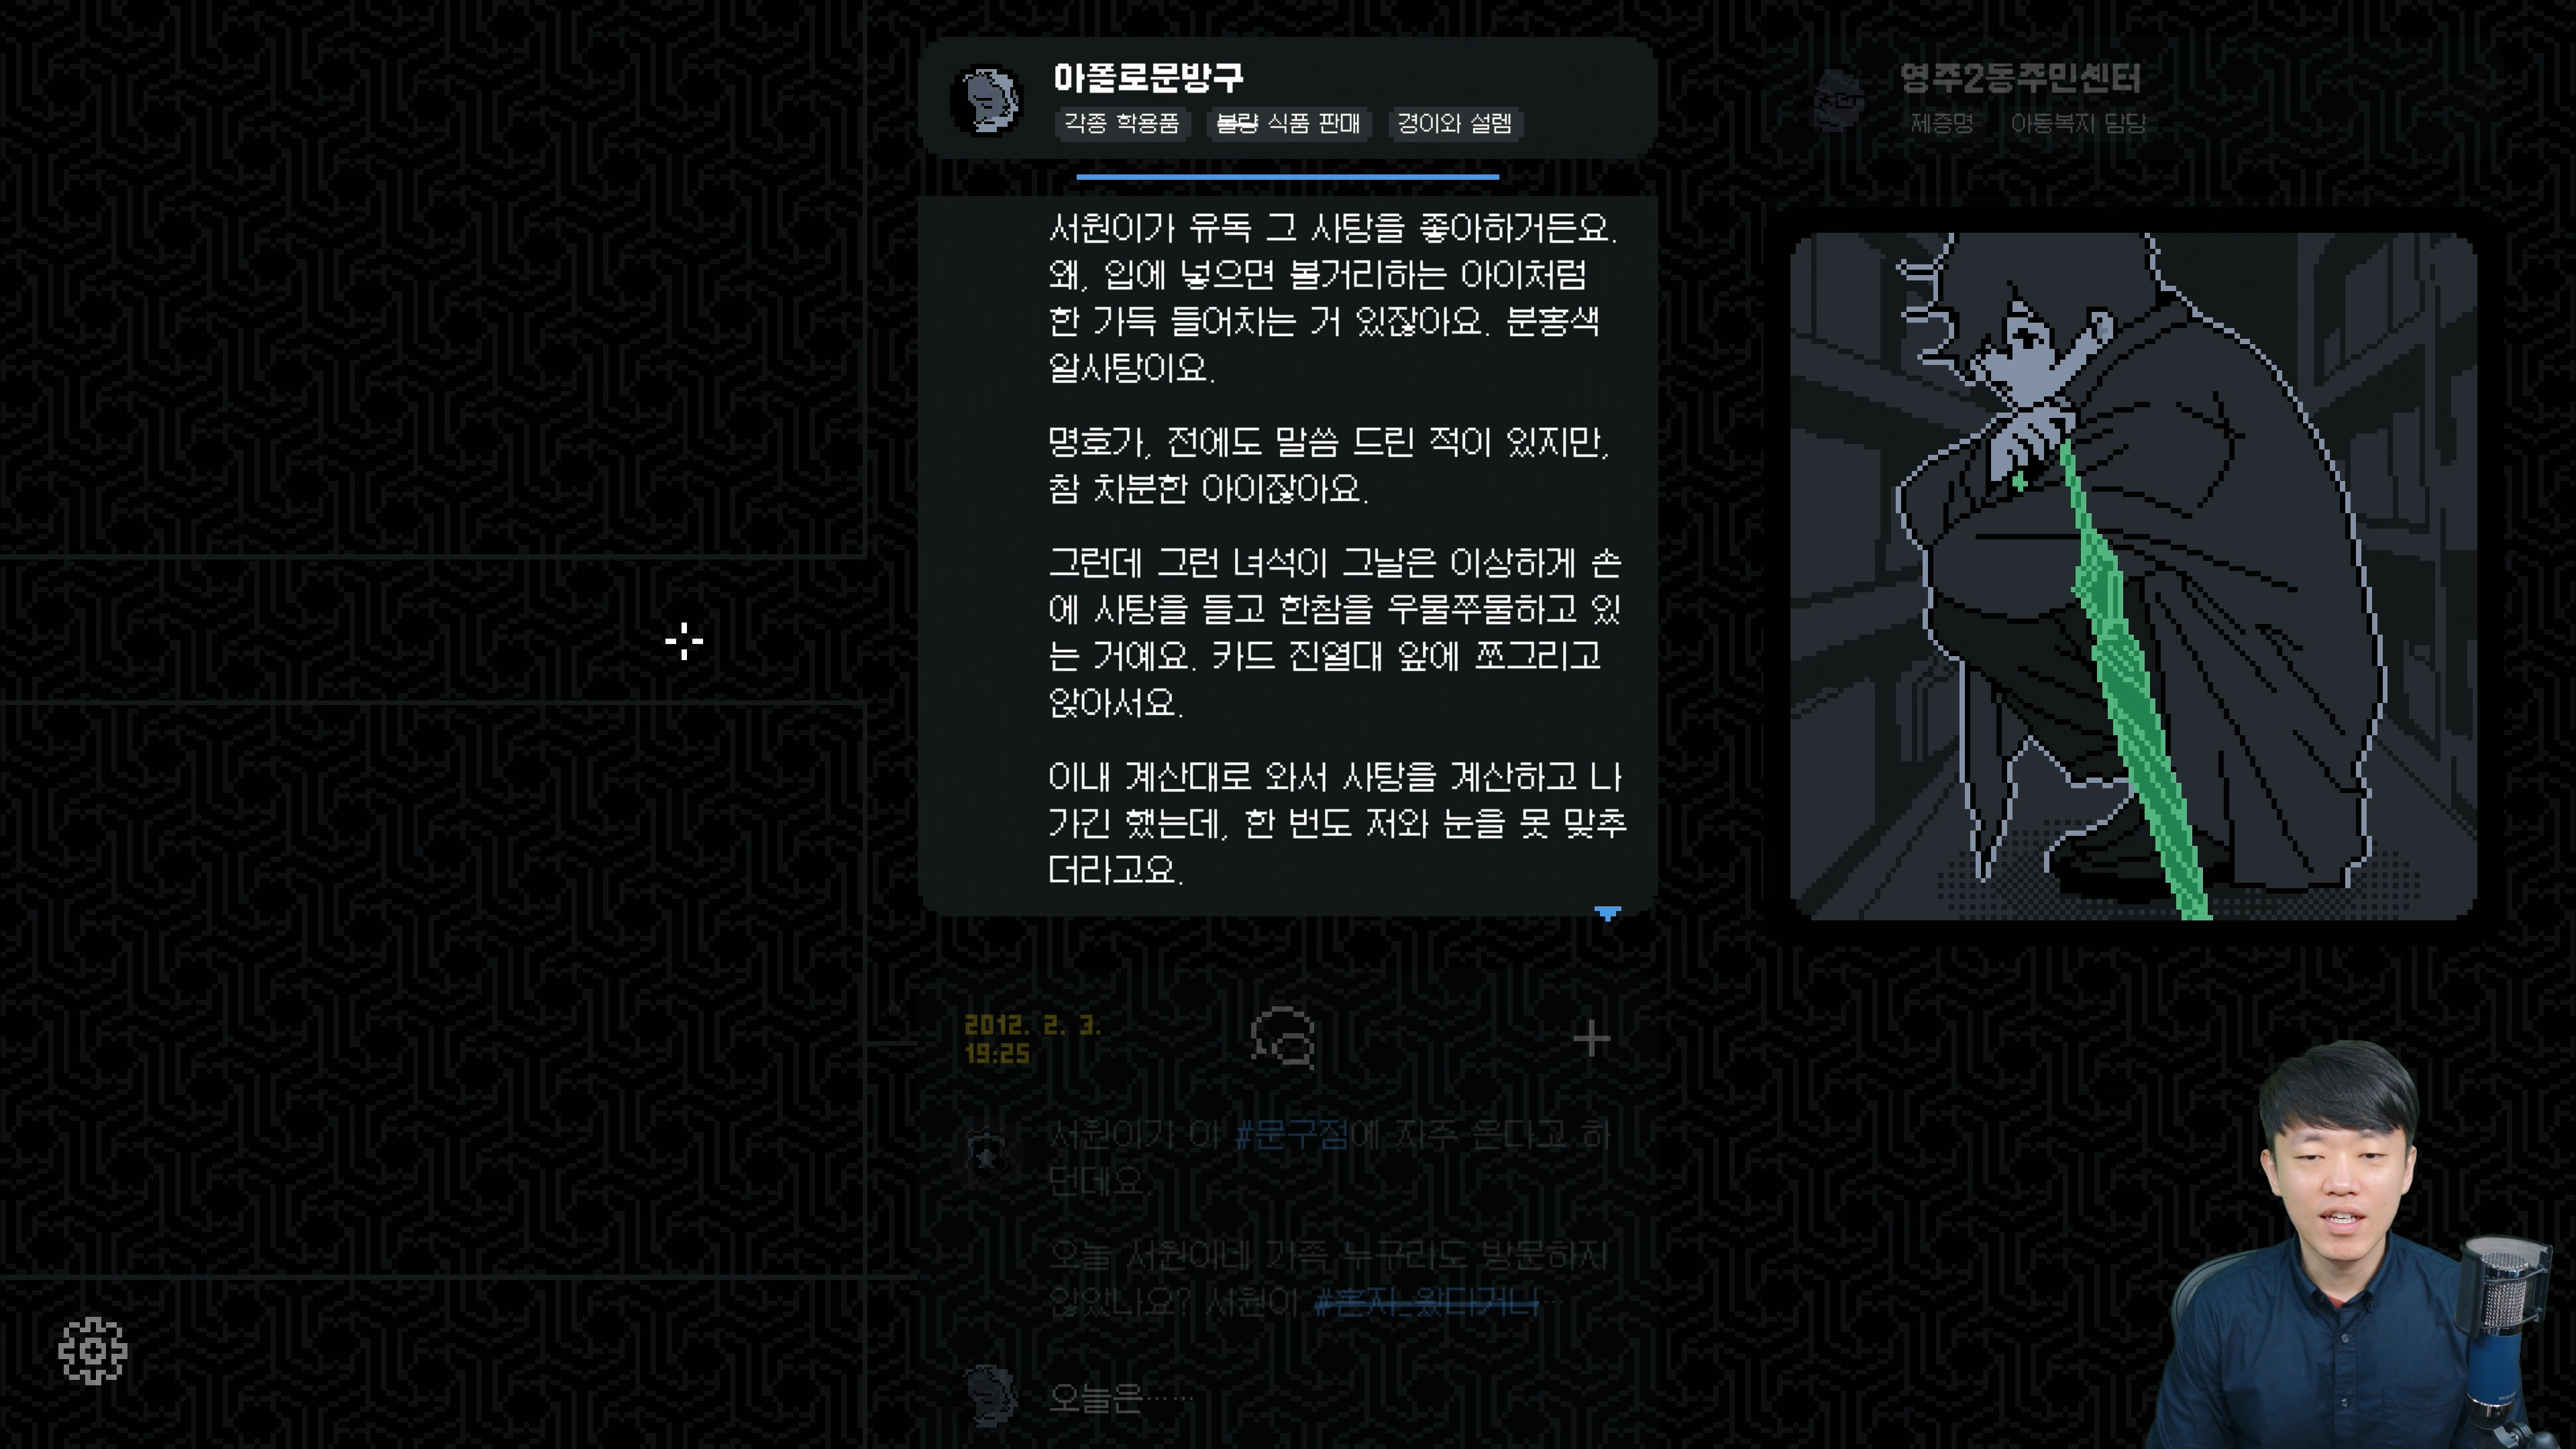 아폴로문방구
각종 학용품 불량 식품 판매 경이와 설렘
서원이가 유독 그 사탕을 좋아하거든요.
왜, 입에 넣으면 볼거리하는 아이처럼
한 가득 들어차는 거 있잖아요. 분홍색
알사탕이요.
명호가, 전에도 말씀 드린 적이 있지만,
참 차분한 아이잖아요.
그런데 그런 녀석이 그날은 이상하게 손
에 사탕을 들고 한참을 우물쭈물하고 있
는 거예요. 카드 진열대 앞에 쪼그리고
앉아서요.
이내 계산대로 와서 사탕을 계산하고 나
가긴 했는데, 한 번도 저와 눈을 못 맞추
더라고요.
2012. 2. 3.
19:25
서원이가 이 #문구점에 자주 온다고 하
던데요.
오늘 서원이네 가족 누구라도 방문하지
않았나요? 서원이 #혼자_왔다거나…
오늘은……
영주2동주민센터
제증명 아동복지 담당